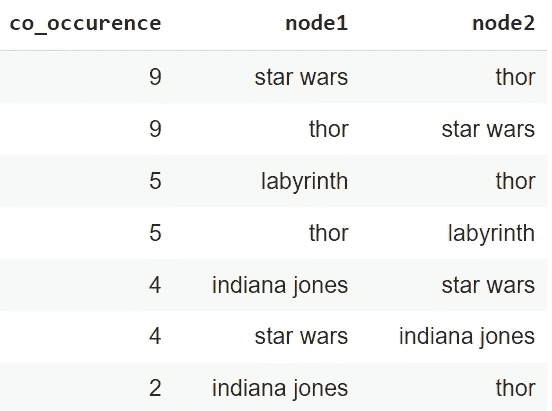 co_occurence node1 node2
9 star wars thor
9 thor star wars
5 labyrinth thor
5 thor labyrinth
4 indiana jones star wars
4 star wars indiana jones
2 indiana jones thor